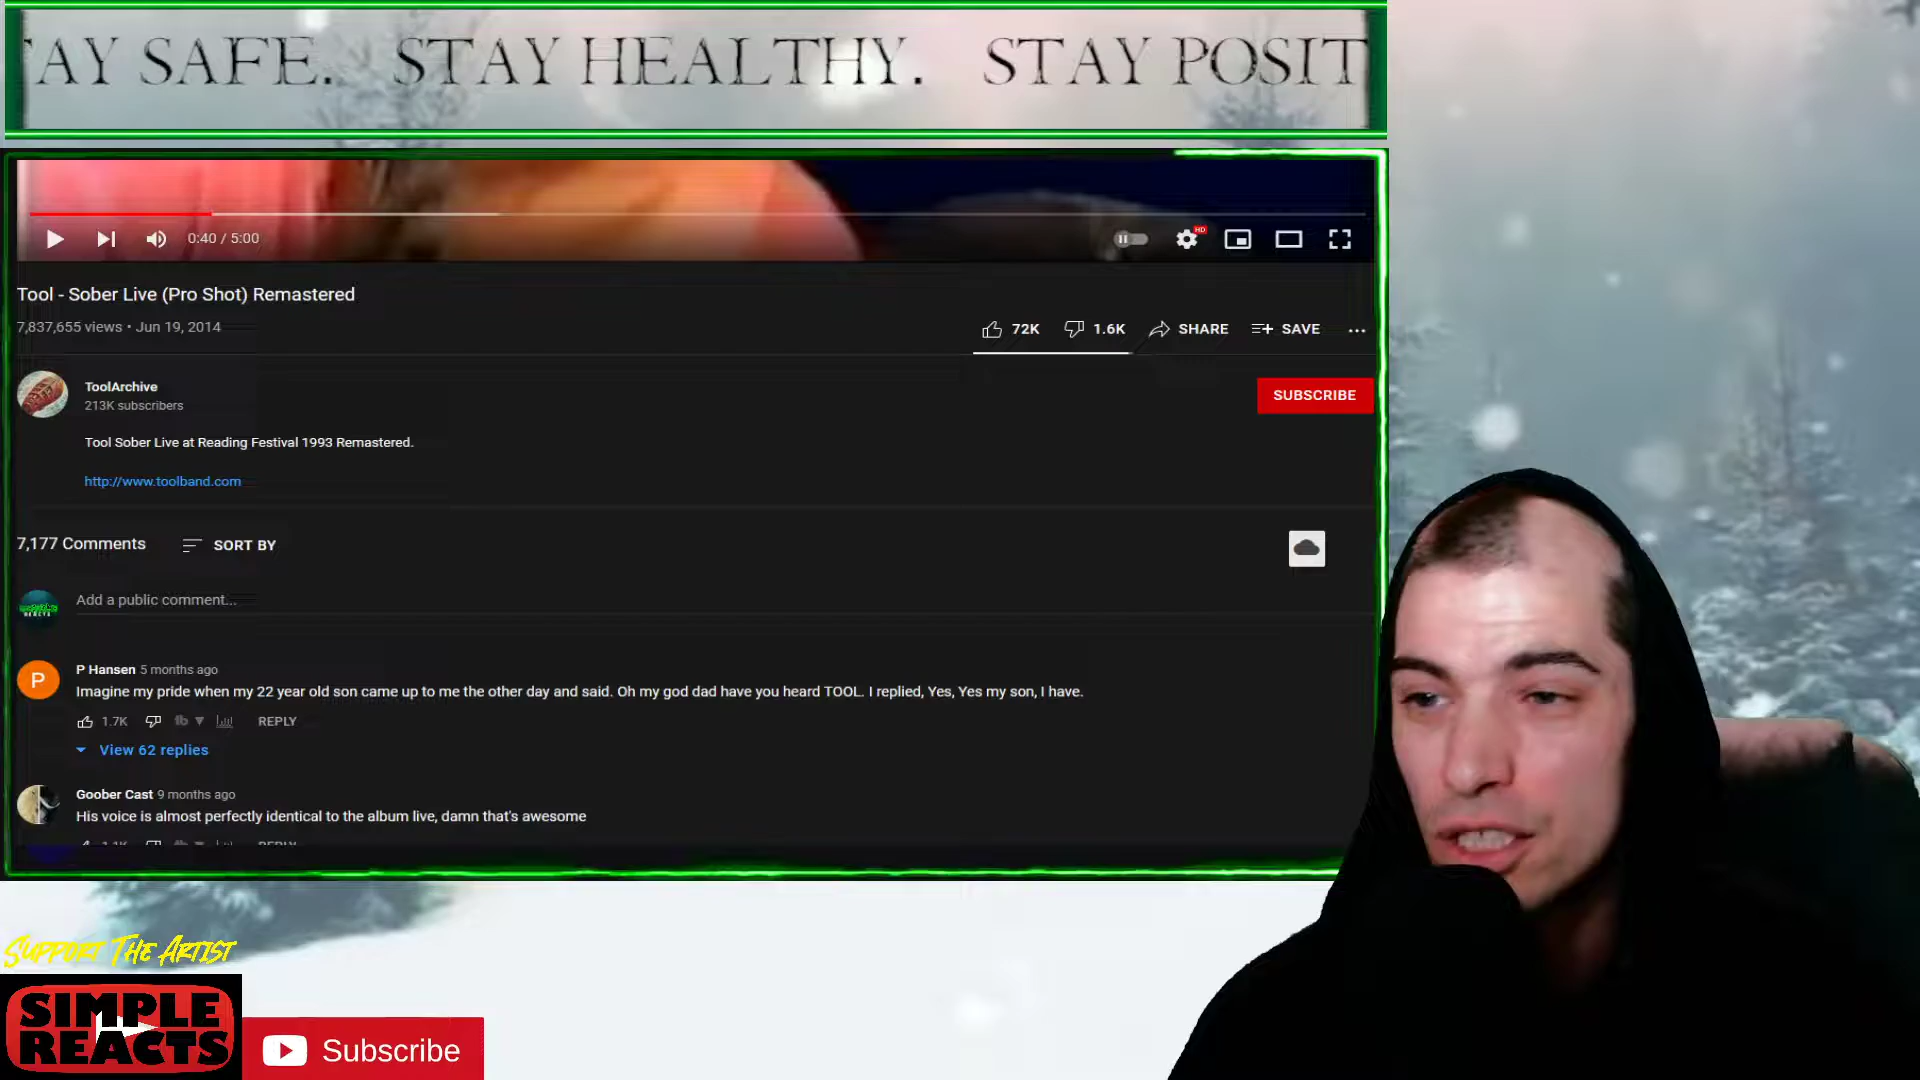 TAY SAFE. STAY HEALTHY. STAY POSIT
0:40 / 5:00
HD
Tool - Sober Live (Pro Shot) Remastered
7,837,655 views • Jun 19, 2014
72K 1.6K SHARE SAVE
ToolArchive
213K subscribers
SUBSCRIBE
Tool Sober Live at Reading Festival 1993 Remastered.
http://www.toolband.com
7,177 Comments SORT BY
Add a public comment...
P
P Hansen 5 months ago
Imagine my pride when my 22 year old son came up to me the other day and said. Oh my god dad have you heard TOOL. I replied, Yes, Yes my son, I have.
1.7K REPLY
View 62 replies
Goober Cast 9 months ago
His voice is almost perfectly identical to the album live, damn that's awesome
REPLY
SUPPORT THE ARTIST
SIMPLE
REACTS
Subscribe